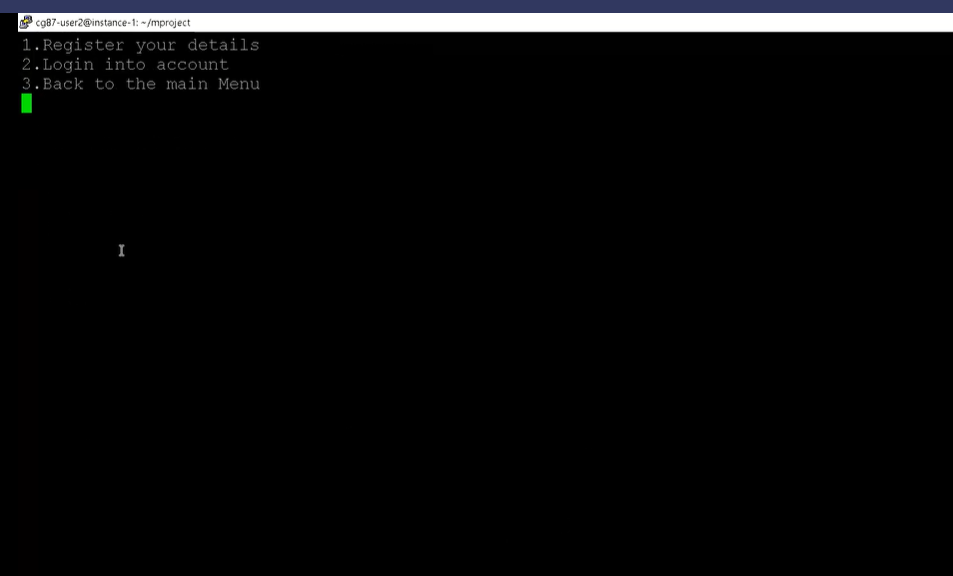 cg87-user2@instance-1: ~/mproject
1.Register your details
2.Login into account
3.Back to the main Menu